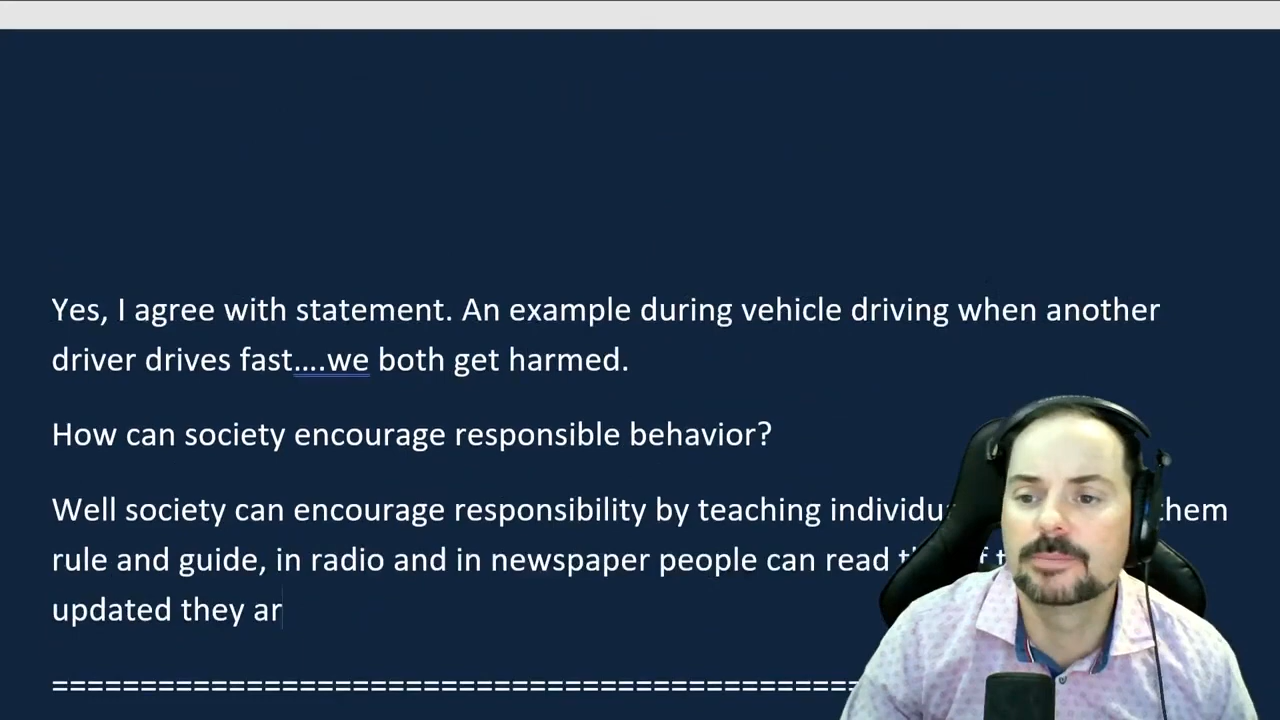 Yes, I agree with statement. An example during vehicle driving when another
driver drives fast….we both get harmed.
How can society encourage responsible behavior?
Well society can encourage responsibility by teaching them
rule and guide, in radio and in newspaper people can read
updated they ar
==============================================